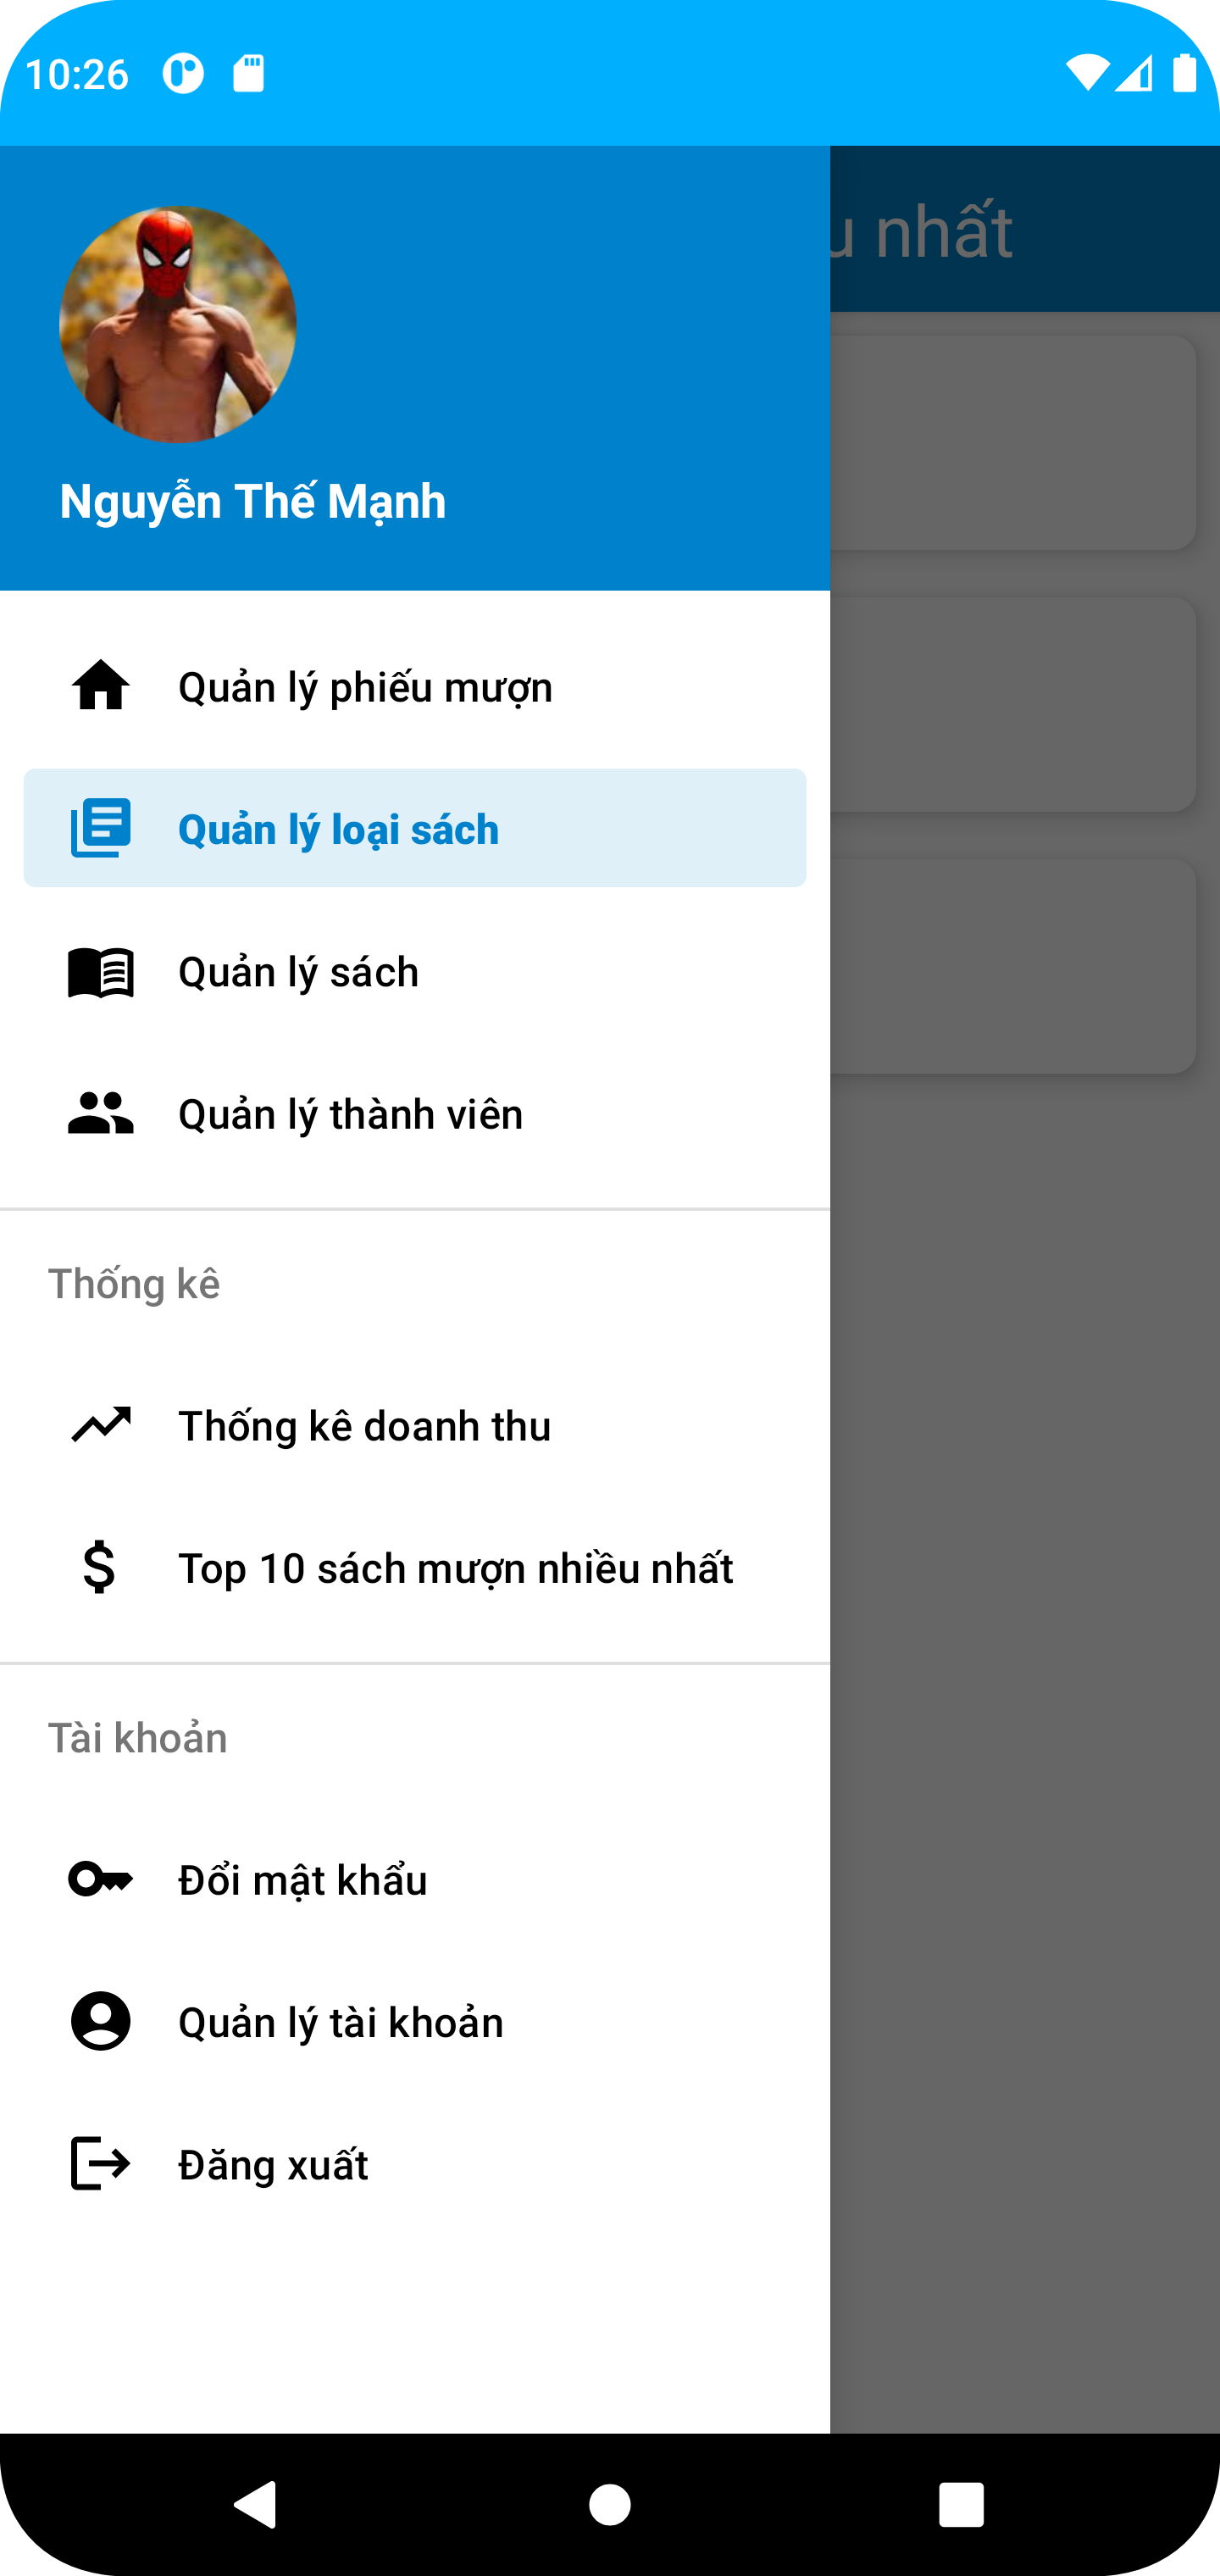 10:26
u nhất
Nguyễn Thế Mạnh
Quản lý phiếu mượn
Quản lý loại sách
Quản lý sách
Quản lý thành viên
Thống kê
Thống kê doanh thu
Top 10 sách mượn nhiều nhất
Tài khoản
Đổi mật khẩu
Quản lý tài khoản
Đăng xuất